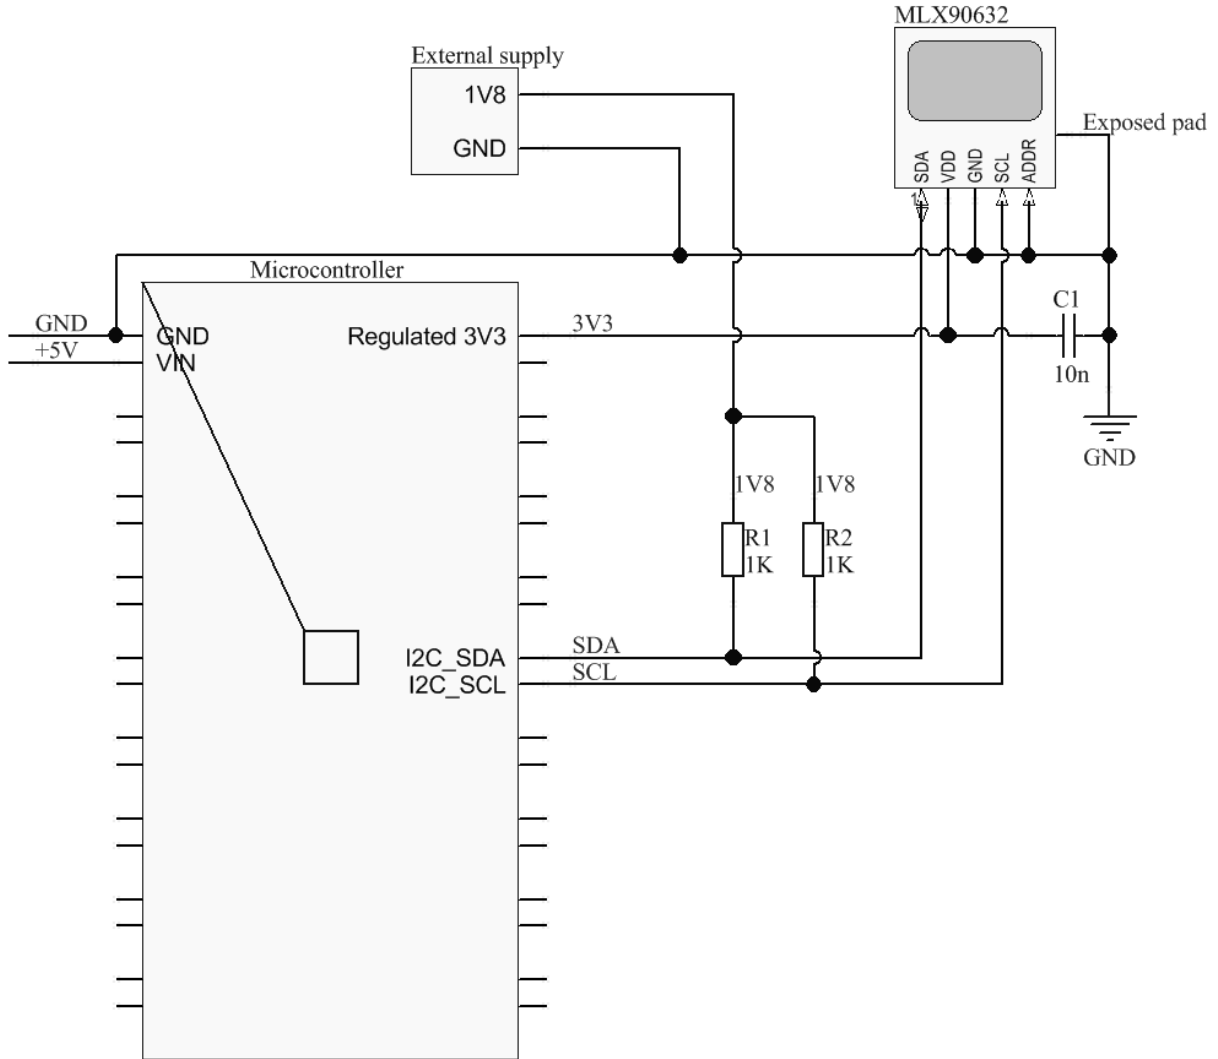 MLX90632
External supply
1V8
GND
Exposed pad
SDA
VDD
GND
SCL
ADDR
1
Microcontroller
C1
GND
GND
Regulated 3V3
3V3
+5V
VIN
10n
GND
1V8
1V8
R1
R2
1K
1K
I2C_SDA
SDA
I2C_SCL
SCL